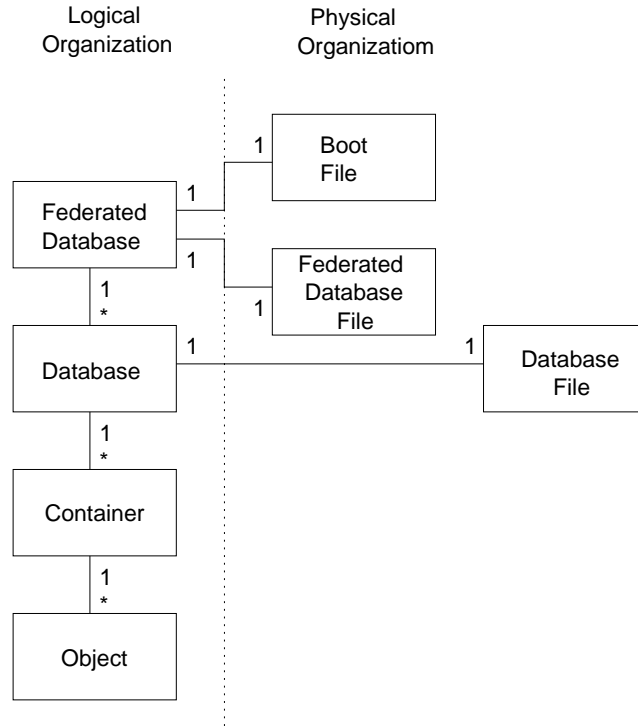 Logical
Organization
Physical
Organizatiom
Boot
File
1
1
Federated
Database
1
1
Federated
Database
File
1
*
Database
1
1
Database
File
1
*
Container
1
*
Object